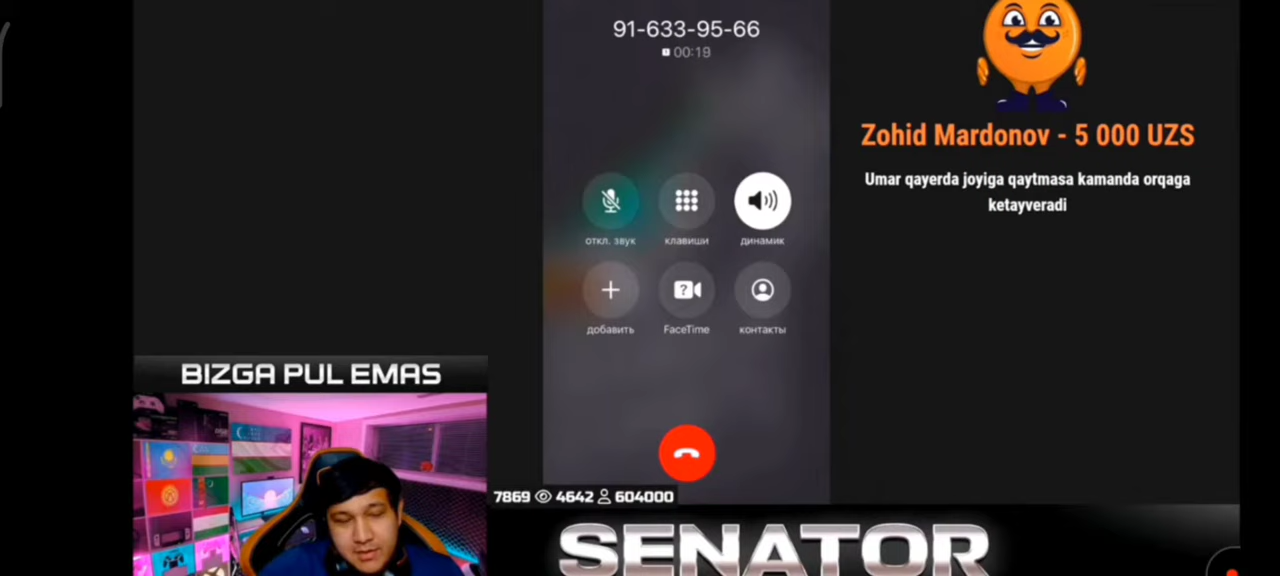 91-633-95-66
00:19
откл. звук
клавиши
динамик
добавить
FaceTime
контакты
Zohid Mardonov - 5 000 UZS
Umar qayerda joyiga qaytmasa kamanda orqaga
ketayveradi
BIZGA PUL EMAS
7869 4642 604000
SENATOR